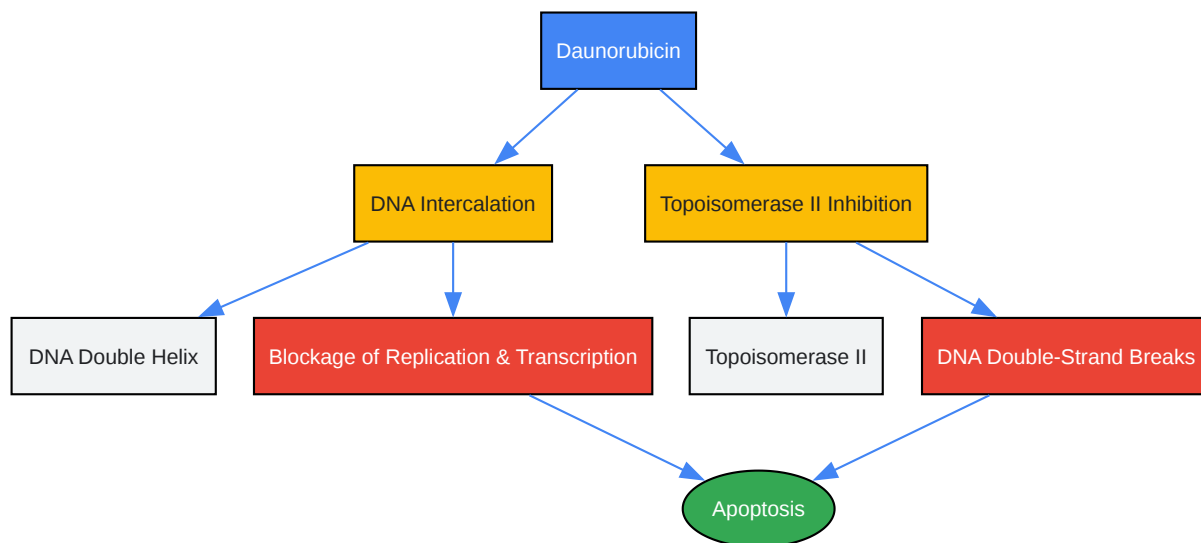 Daunorubicin
DNA Intercalation
Topoisomerase II Inhibition
DNA Double Helix
Blockage of Replication & Transcription
Topoisomerase II
DNA Double-Strand Breaks
Apoptosis